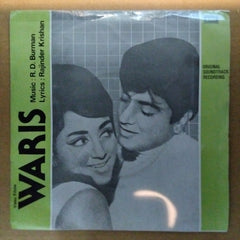 WARIS
Music : R. D. Burman
Lyrics : Rajinder Krishan
ORIGINAL
SOUNDTRACK
RECORDING